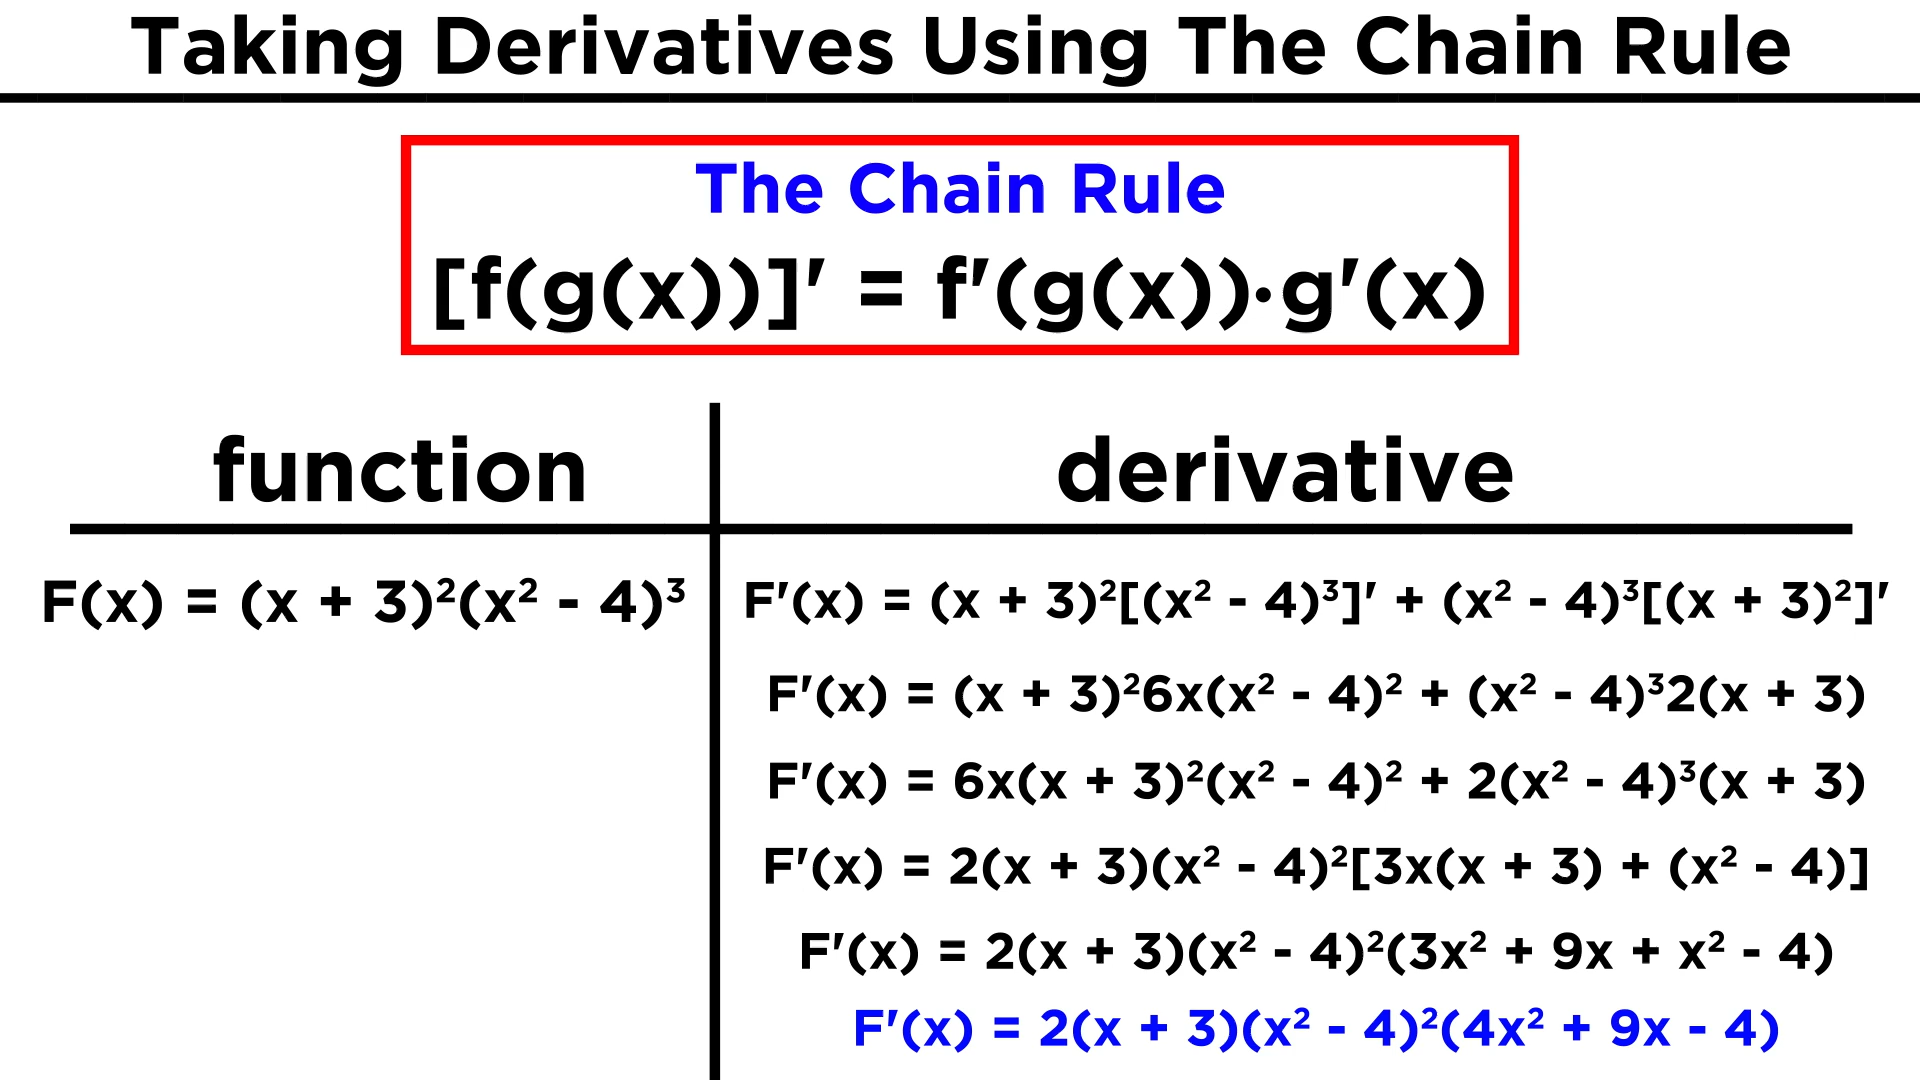 Taking Derivatives Using The Chain Rule
The Chain Rule
[f(g(x))]' = f'(g(x))·g'(x)
function
derivative
F(x) = (x + 3)²(x² - 4)³
F'(x) = (x + 3)²[(x² - 4)³]' + (x² - 4)³[(x + 3)²]'
F'(x) = (x + 3)²6x(x² - 4)² + (x² - 4)³2(x + 3)
F'(x) = 6x(x + 3)²(x² - 4)² + 2(x² - 4)³(x + 3)
F'(x) = 2(x + 3)(x² - 4)²[3x(x + 3) + (x² - 4)]
F'(x) = 2(x + 3)(x² - 4)²(3x² + 9x + x² - 4)
F'(x) = 2(x + 3)(x² - 4)²(4x² + 9x - 4)